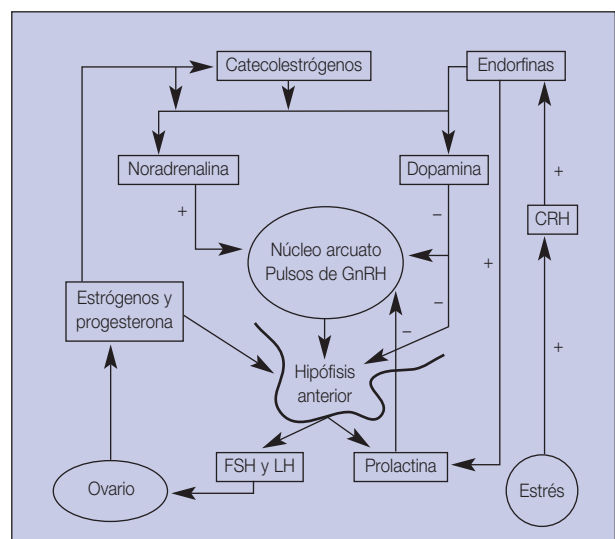 Catecolestrógenos
Endorfinas
Noradrenalina
Dopamina
+
–
+
CRH
Núcleo arcuato
Pulsos de GnRH
+
Estrógenos y
progesterona
–
–
+
Hipófisis
anterior
FSH y LH
Prolactina
Ovario
Estrés